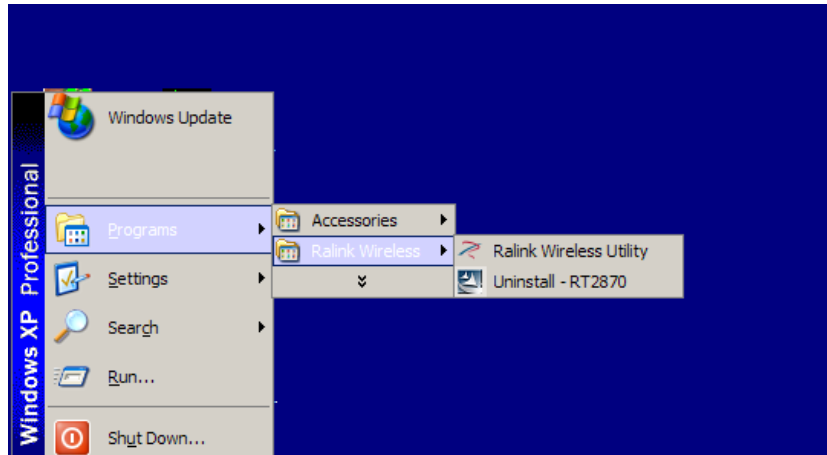 Windows XP Professional
Windows Update
Programs
Settings
Search
Run...
Shut Down...
Accessories
Ralink Wireless
Ralink Wireless Utility
Uninstall - RT2870